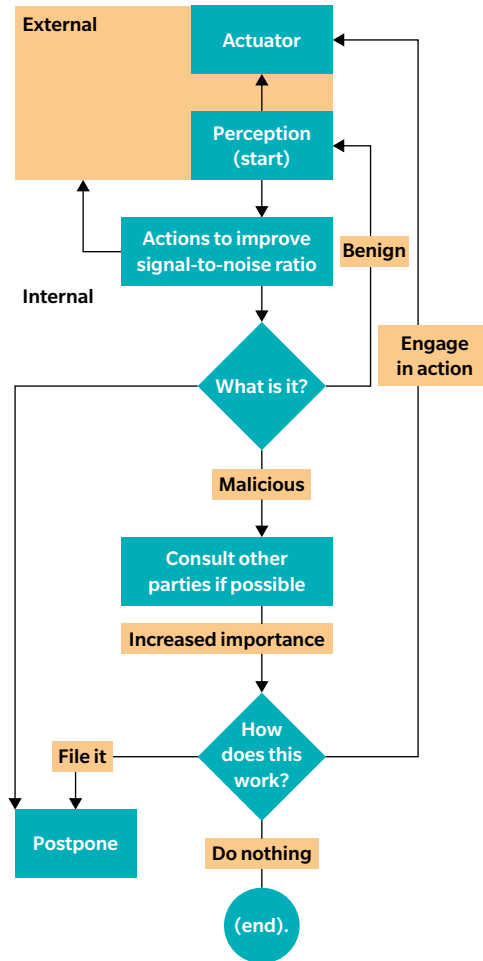 External
Actuator
Perception
(start)
Actions to improve
signal-to-noise ratio
Benign
Internal
Engage
in action
What is it?
Malicious
Consult other
parties if possible
Increased importance
How
does this
work?
File it
Postpone
Do nothing
(end).